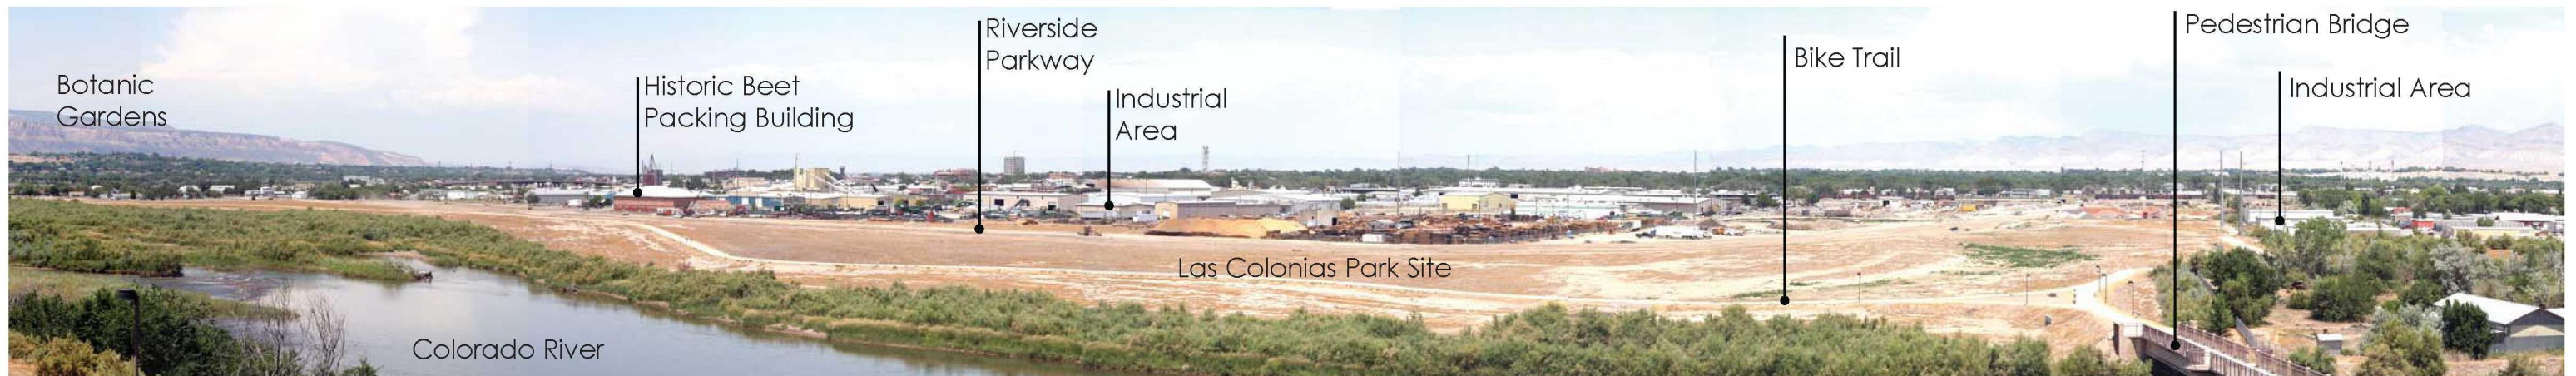 Botanic
Gardens
Historic Beet
Packing Building
Riverside
Parkway
Industrial
Area
Bike Trail
Pedestrian Bridge
Industrial Area
Las Colonias Park Site
Colorado River